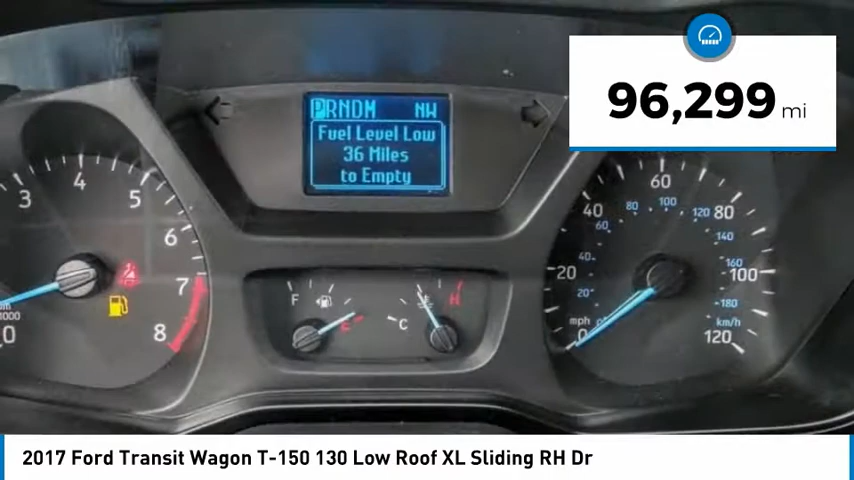 96,299 mi
PRNDM NW
Fuel Level Low
36 Miles
to Empty
3 4 5 6 7 8 0
x1000
F E
C H
20 40 60 80 100 120
20 40 60 80 100 120 140 160 180
mph 0
km/h
2017 Ford Transit Wagon T-150 130 Low Roof XL Sliding RH Dr